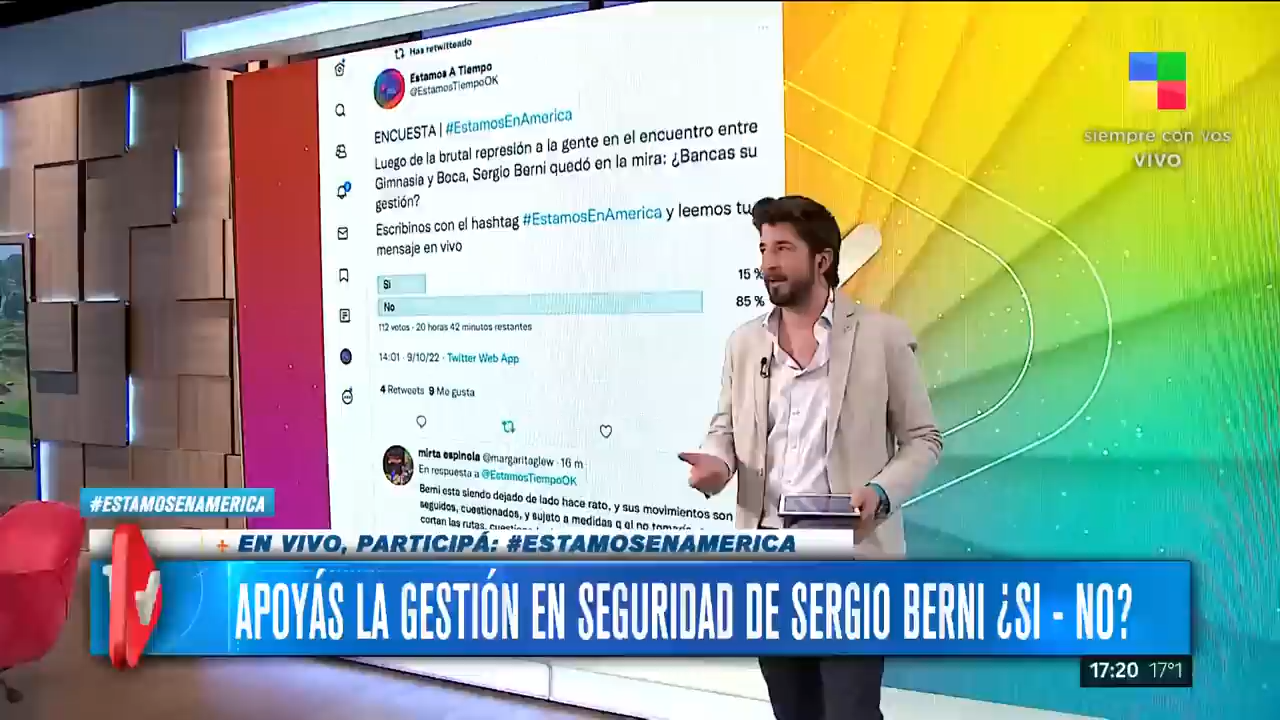 Has retwitteado
Estamos A Tiempo
@EstamosTiempoOK
ENCUESTA | #EstamosEnAmerica
Luego de la brutal represión a la gente en el encuentro entre
Gimnasia y Boca, Sergio Berni quedó en la mira: ¿Bancas su
gestión?
Escribinos con el hashtag #EstamosEnAmerica y leemos tu
mensaje en vivo
Si 15 %
No 85 %
112 votos · 20 horas 42 minutos restantes
14:01 · 9/10/22 · Twitter Web App
4 Retweets 9 Me gusta
mirta espinola @margaritaglew · 16 m
En respuesta a @EstamosTiempoOK
Berni esta siendo dejado de lado hace rato, y sus movimientos son
seguidos, cuestionados, y sujeto a medidas q el no
cortan las rutas,
siempre con vos
VIVO
#ESTAMOSENAMERICA
+ EN VIVO, PARTICIPÁ: #ESTAMOSENAMERICA
APOYÁS LA GESTIÓN EN SEGURIDAD DE SERGIO BERNI ¿SI - NO?
17:20 17°1